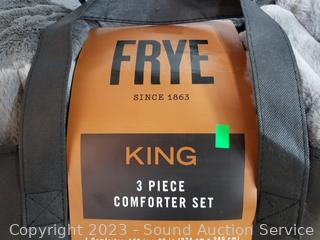 FRYE
SINCE 1863
KING
3 PIECE
COMFORTER SET
Copyright 2023 - Sound Auction Service